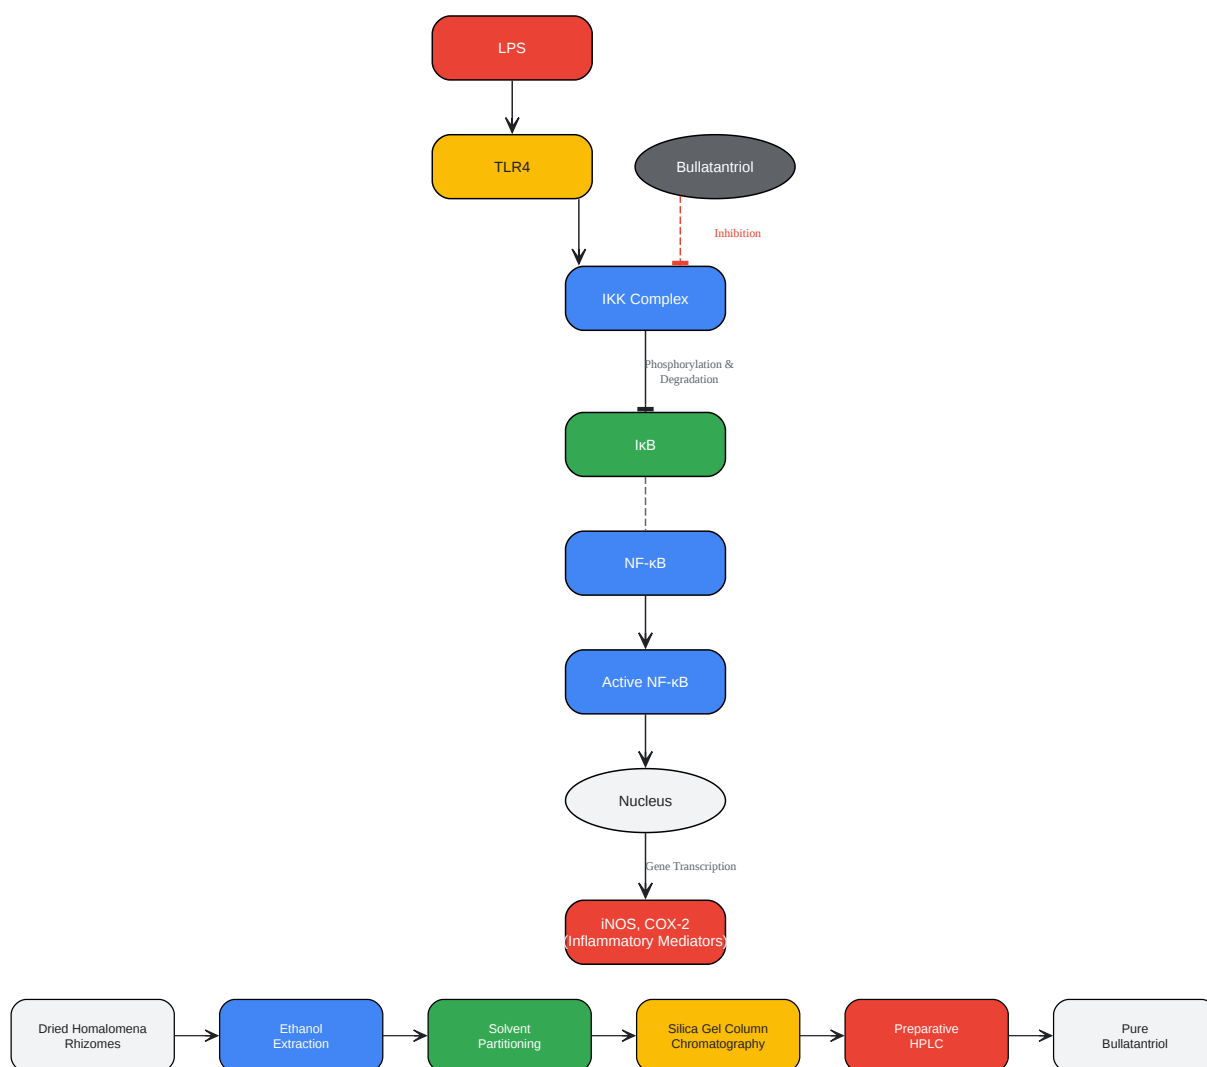 LPS
TLR4
Bullatantriol
Inhibition
IKK Complex
Phosphorylation &
Degradation
IκB
NF-κB
Active NF-κB
Nucleus
Gene Transcription
iNOS, COX-2
(Inflammatory Mediators)
Dried Homalomena
Rhizomes
Ethanol
Extraction
Solvent
Partitioning
Silica Gel Column
Chromatography
Preparative
HPLC
Pure
Bullatantriol